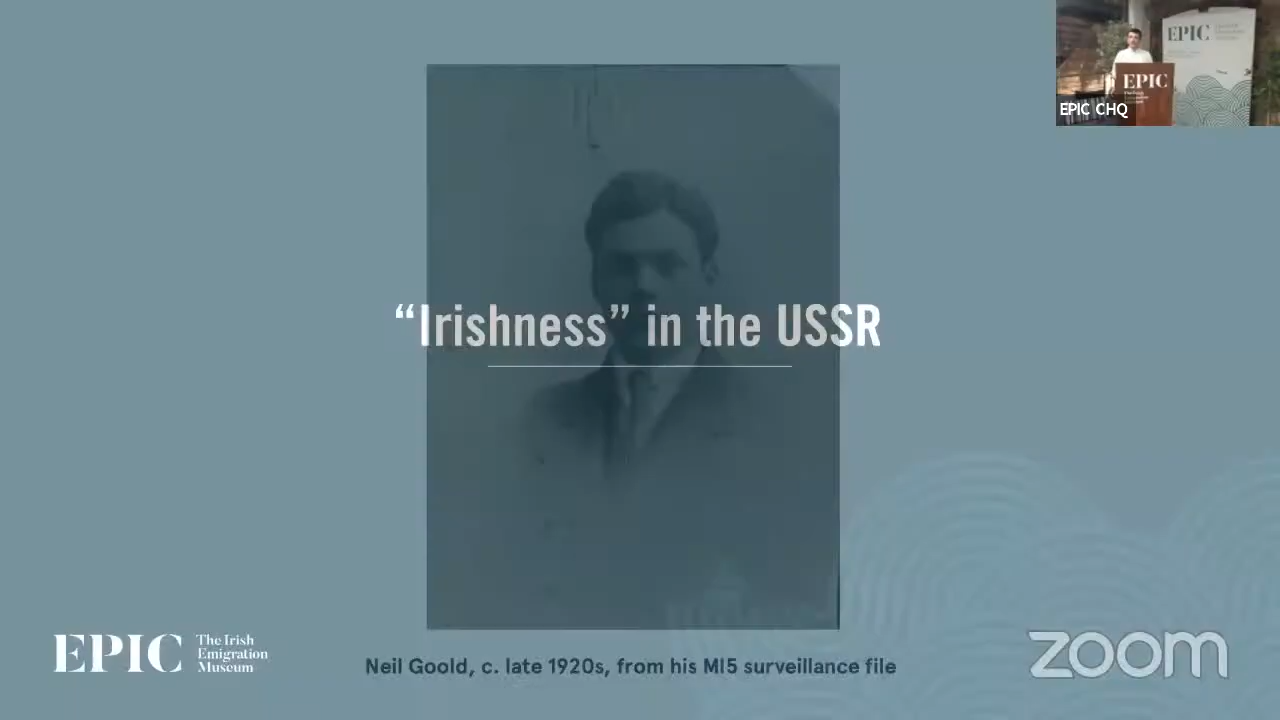 EPIC
EPIC
EPIC CHQ
“Irishness” in the USSR
EPIC
The Irish
Emigration
Museum
Neil Goold, c. late 1920s, from his MI5 surveillance file
zoom